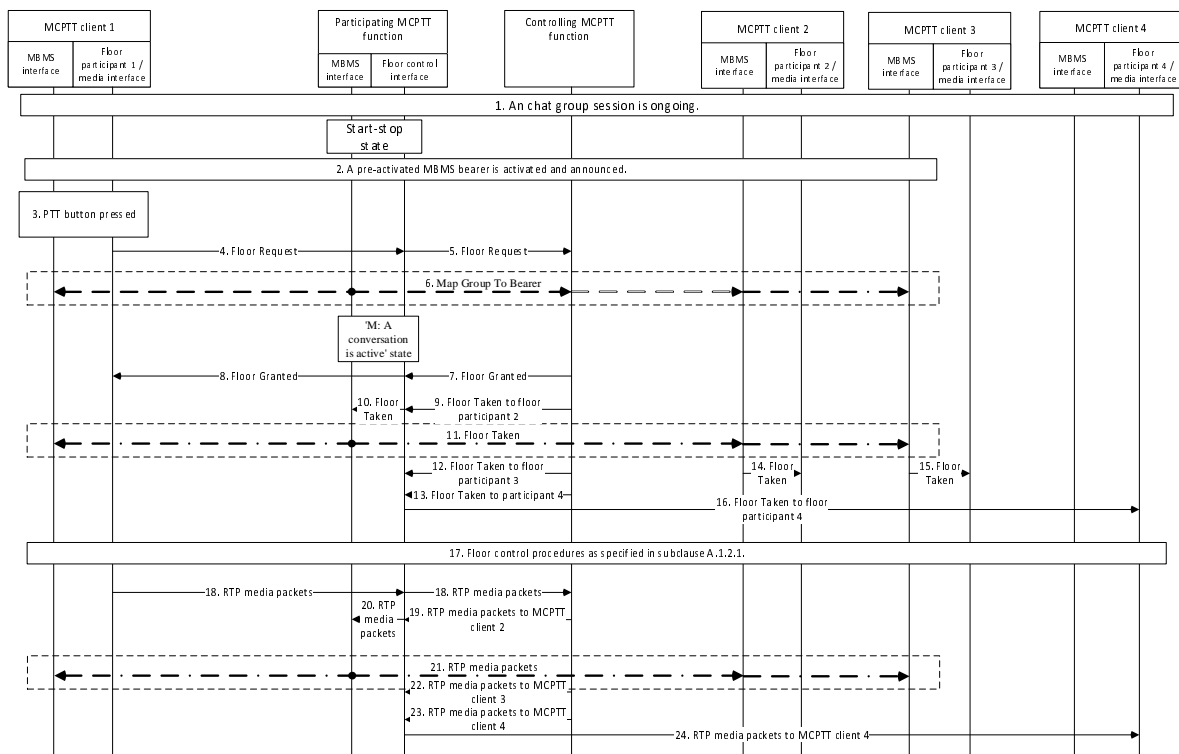 MCPTT client 1
MBMS
interface
Floor
participant 1 /
media interface
Participating MCPTT
function
MBMS
interface
Floor control
interface
Controlling MCPTT
function
MCPTT client 2
MBMS
interface
Floor
participant 2 /
media interface
MCPTT client 3
MBMS
interface
Floor
participant 3/
media interface
MCPTT client 4
MBMS
interface
Floor
participant 4 /
media interface
1. An chat group session is ongoing.
Start-stop
state
2. A pre-activated MBMS bearer is activated and announced.
3. PTT button pressed
4. Floor Request
5. Floor Request
6. Map Group To Bearer
'M: A
conversation
is active' state
8. Floor Granted
7. Floor Granted
10. Floor
Taken
9. Floor Taken to floor
participant 2
11. Floor Taken
12. Floor Taken to floor
participant 3
14. Floor
Taken
15. Floor
Taken
13. Floor Taken to participant 4
16. Floor Taken to floor
participant 4
17. Floor control procedures as specified in subclause A.1.2.1.
18. RTP media packets
18. RTP media packets
20. RTP
media
packets
19. RTP media packets to MCPTT
client 2
21. RTP media packets
22. RTP media packets to MCPTT
client 3
23. RTP media packets to MCPTT
client 4
24. RTP media packets to MCPTT client 4